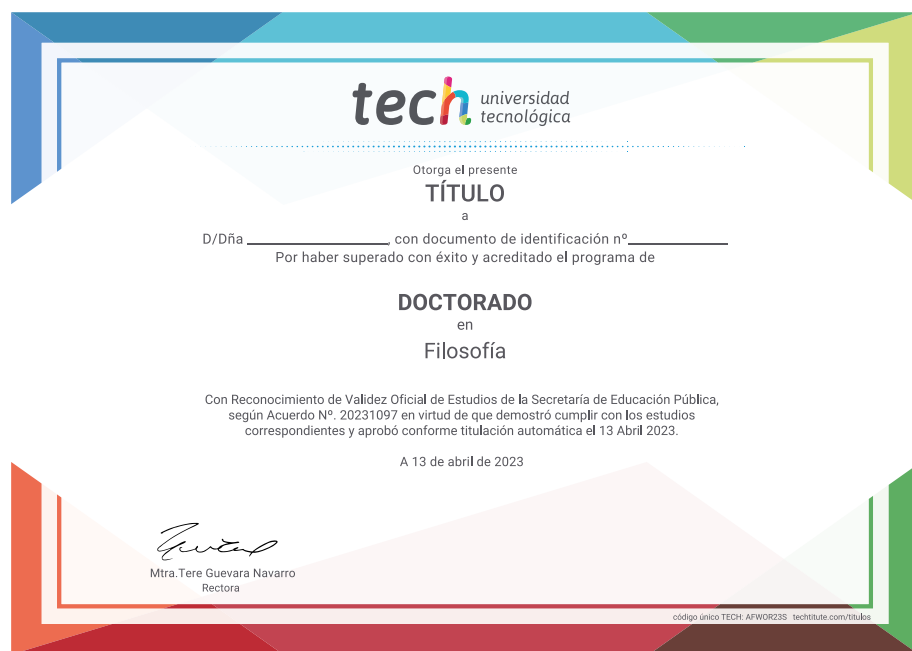 tech universidad
tecnológica
Otorga el presente
TÍTULO
a
D/Dña ____________________, con documento de identificación nº______________
Por haber superado con éxito y acreditado el programa de
DOCTORADO
en
Filosofía
Con Reconocimiento de Validez Oficial de Estudios de la Secretaría de Educación Pública,
según Acuerdo Nº. 20231097 en virtud de que demostró cumplir con los estudios
correspondientes y aprobó conforme titulación automática el 13 Abril 2023.
A 13 de abril de 2023
Mtra.Tere Guevara Navarro
Rectora
código único TECH: AFWOR23S techtitute.com/titulos